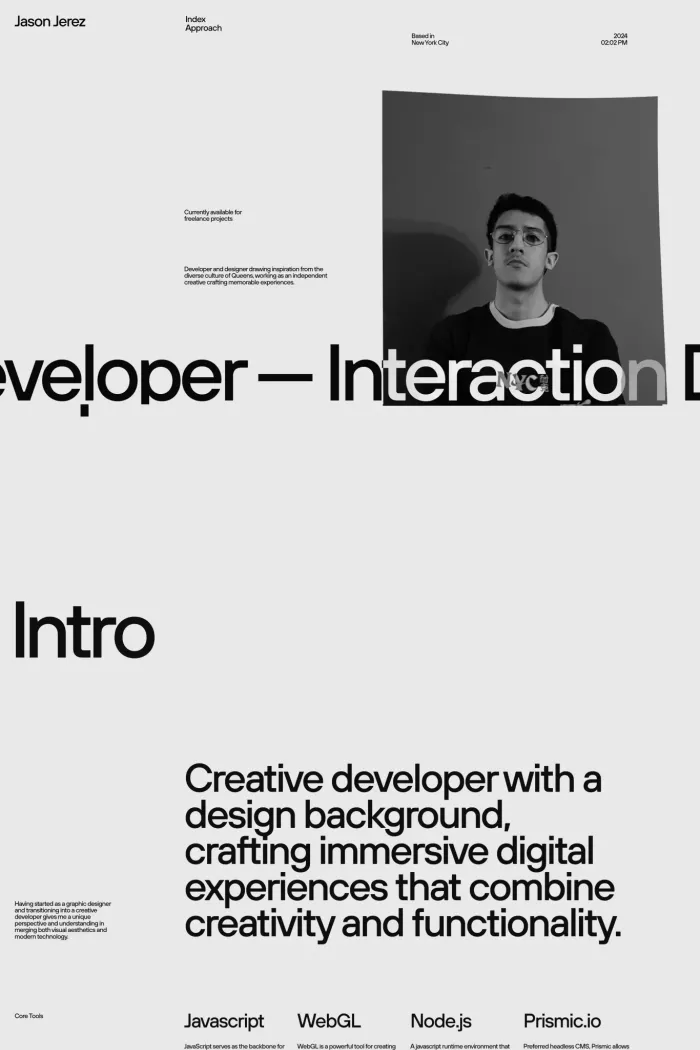 Jason Jerez
Index
Approach
Based in
New York City
2024
02:02 PM
Currently available for
freelance projects
Developer and designer drawing inspiration from the
diverse culture of Queens, working as an independent
creative crafting memorable experiences.
eveloper — Interaction D
NYC
Intro
Creative developer with a
design background,
crafting immersive digital
experiences that combine
creativity and functionality.
Having started as a graphic designer
and transitioning into a creative
developer gives me a unique
perspective and understanding in
merging both visual aesthetics and
modern technology.
Core Tools
Javascript
WebGL
Node.js
Prismic.io
JavaScript serves as the backbone for
WebGL is a powerful tool for creating
A javascript runtime environment that
Preferred headless CMS, Prismic allows